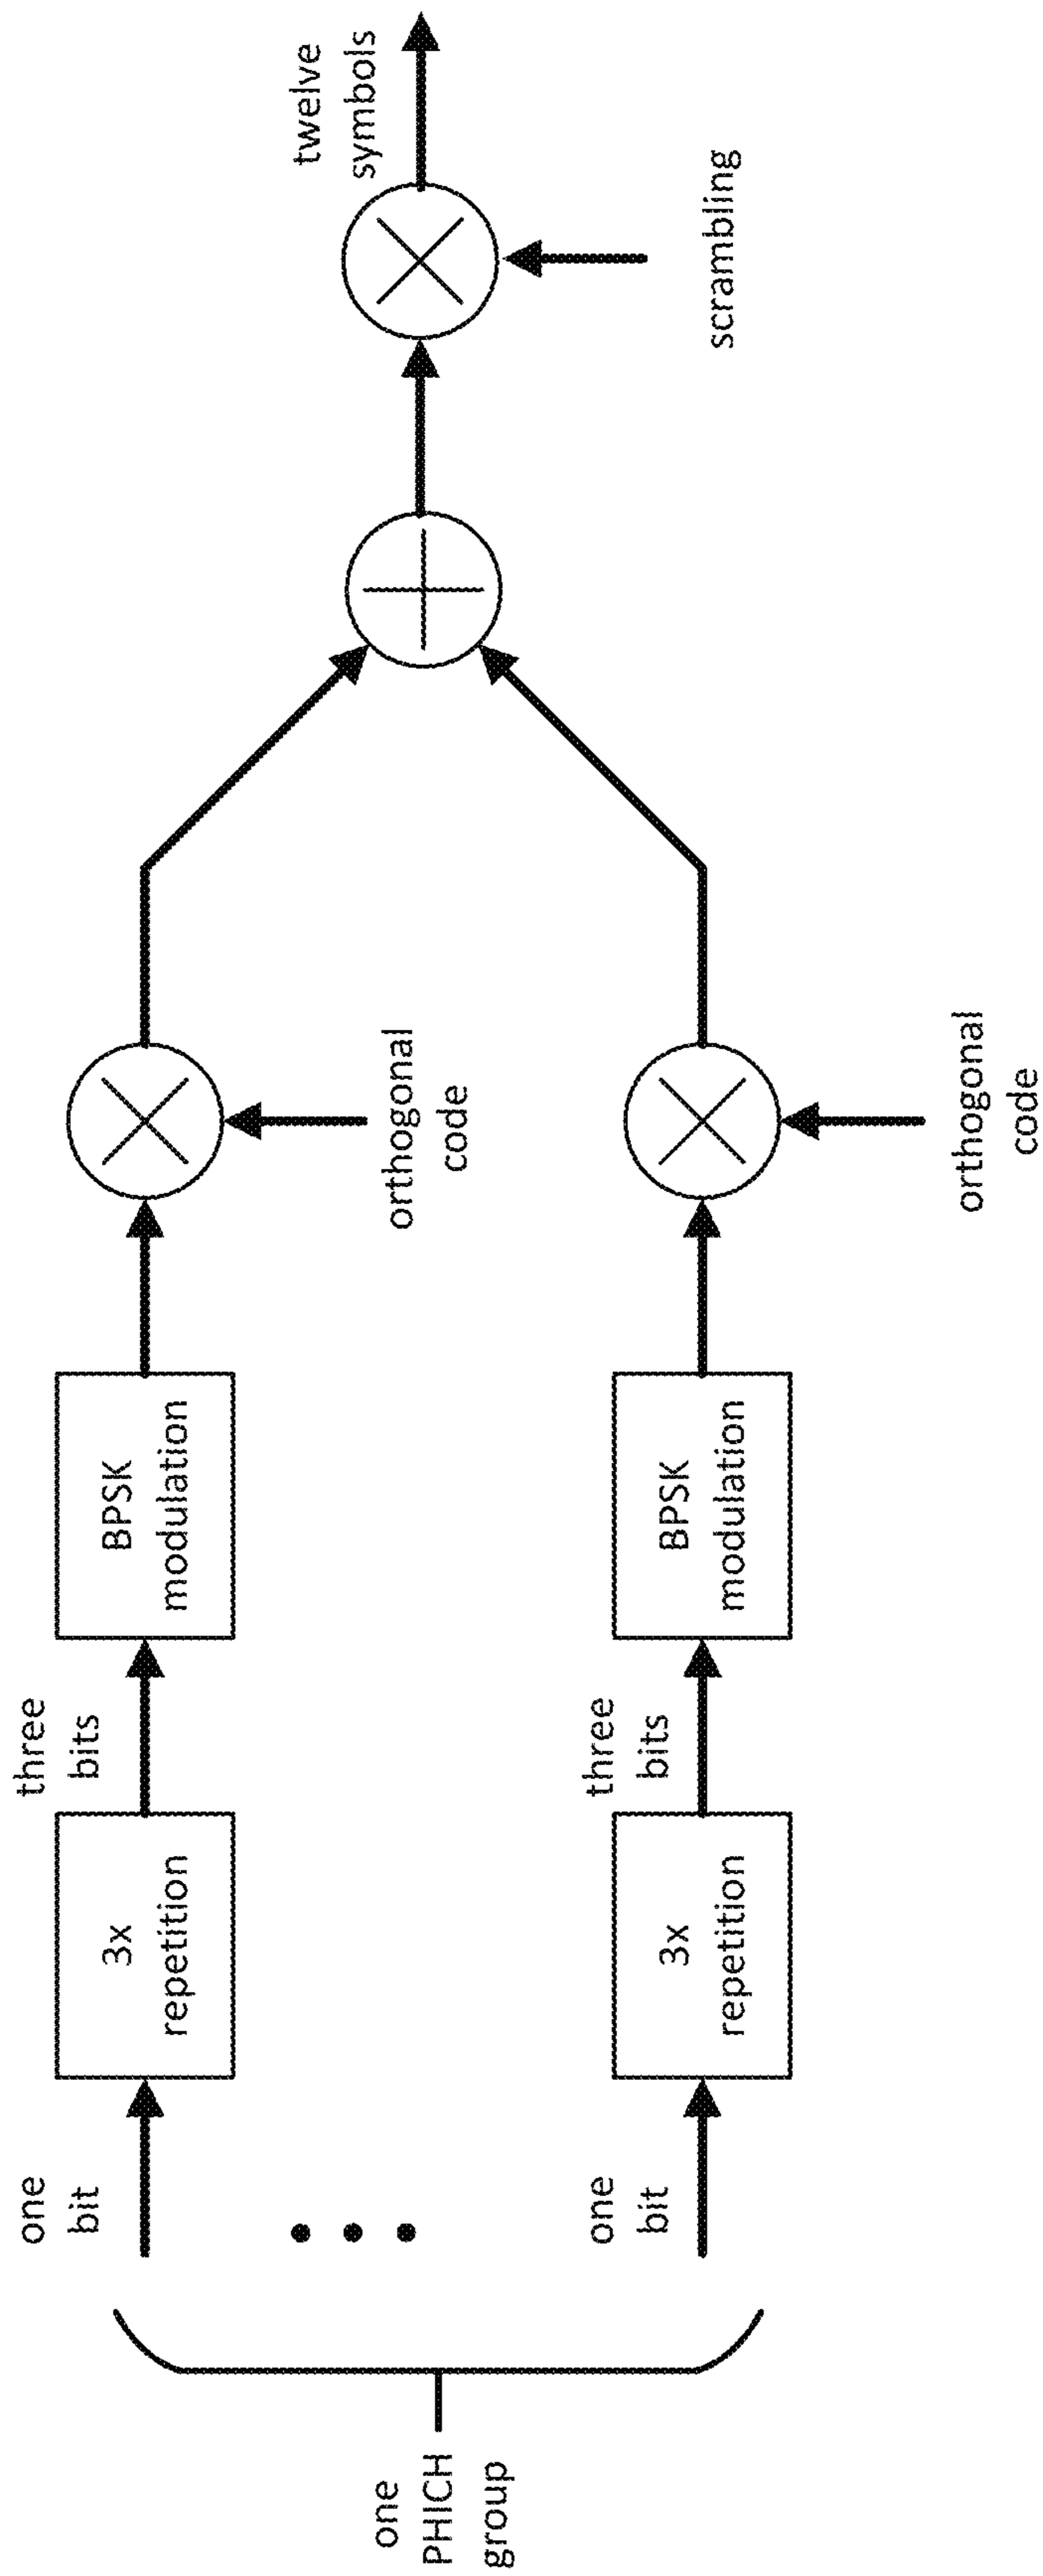 one
PHICH
group
one
bit
3x
repetition
three
bits
BPSK
modulation
orthogonal
code
one
bit
3x
repetition
three
bits
BPSK
modulation
orthogonal
code
scrambling
twelve
symbols